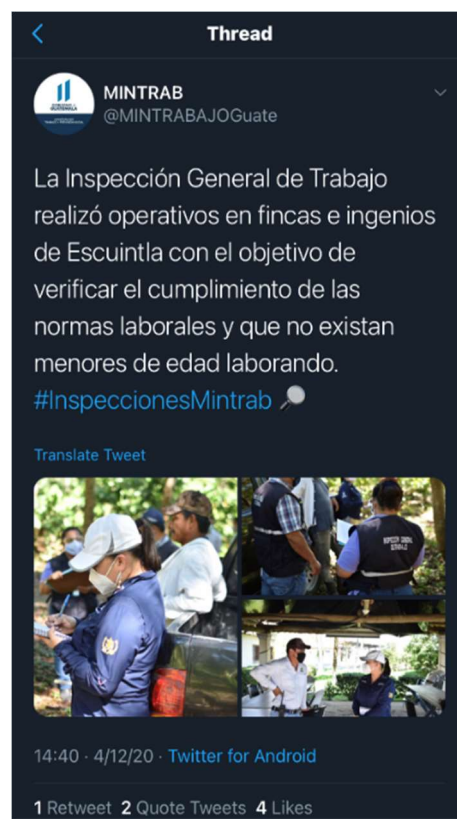 Thread
MINTRAB
@MINTRABAJOGuate
La Inspección General de Trabajo
realizó operativos en fincas e ingenios
de Escuintla con el objetivo de
verificar el cumplimiento de las
normas laborales y que no existan
menores de edad laborando.
#InspeccionesMintrab
Translate Tweet
14:40 · 4/12/20 · Twitter for Android
1 Retweet 2 Quote Tweets 4 Likes